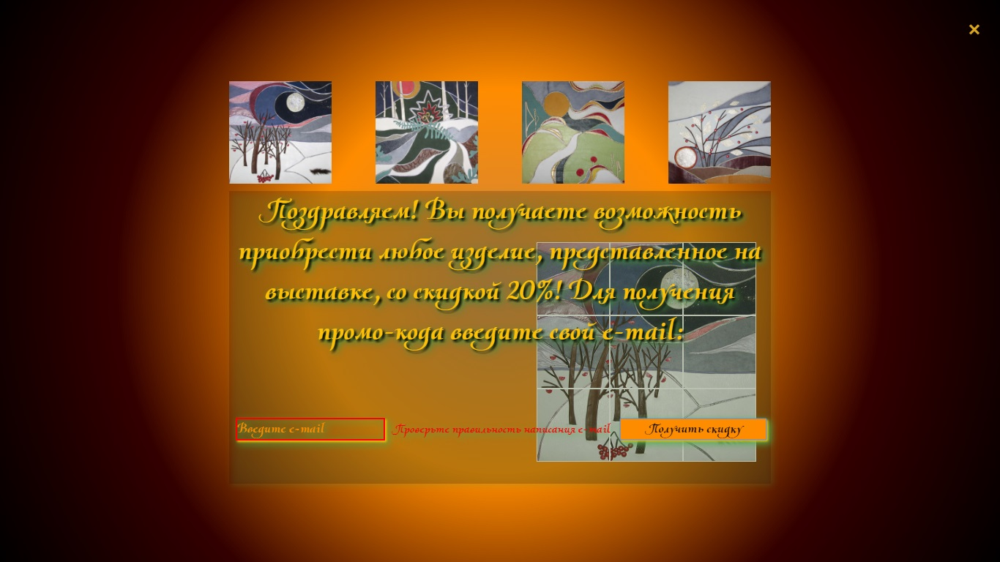 ×
Поздравляем! Вы получаете возможность
приобрести любое изделие, представленное на
выставке, со скидкой 20%! Для получения
промо-кода введите свой e-mail:
Введите e-mail Проверьте правильность написания e-mail Получить скидку